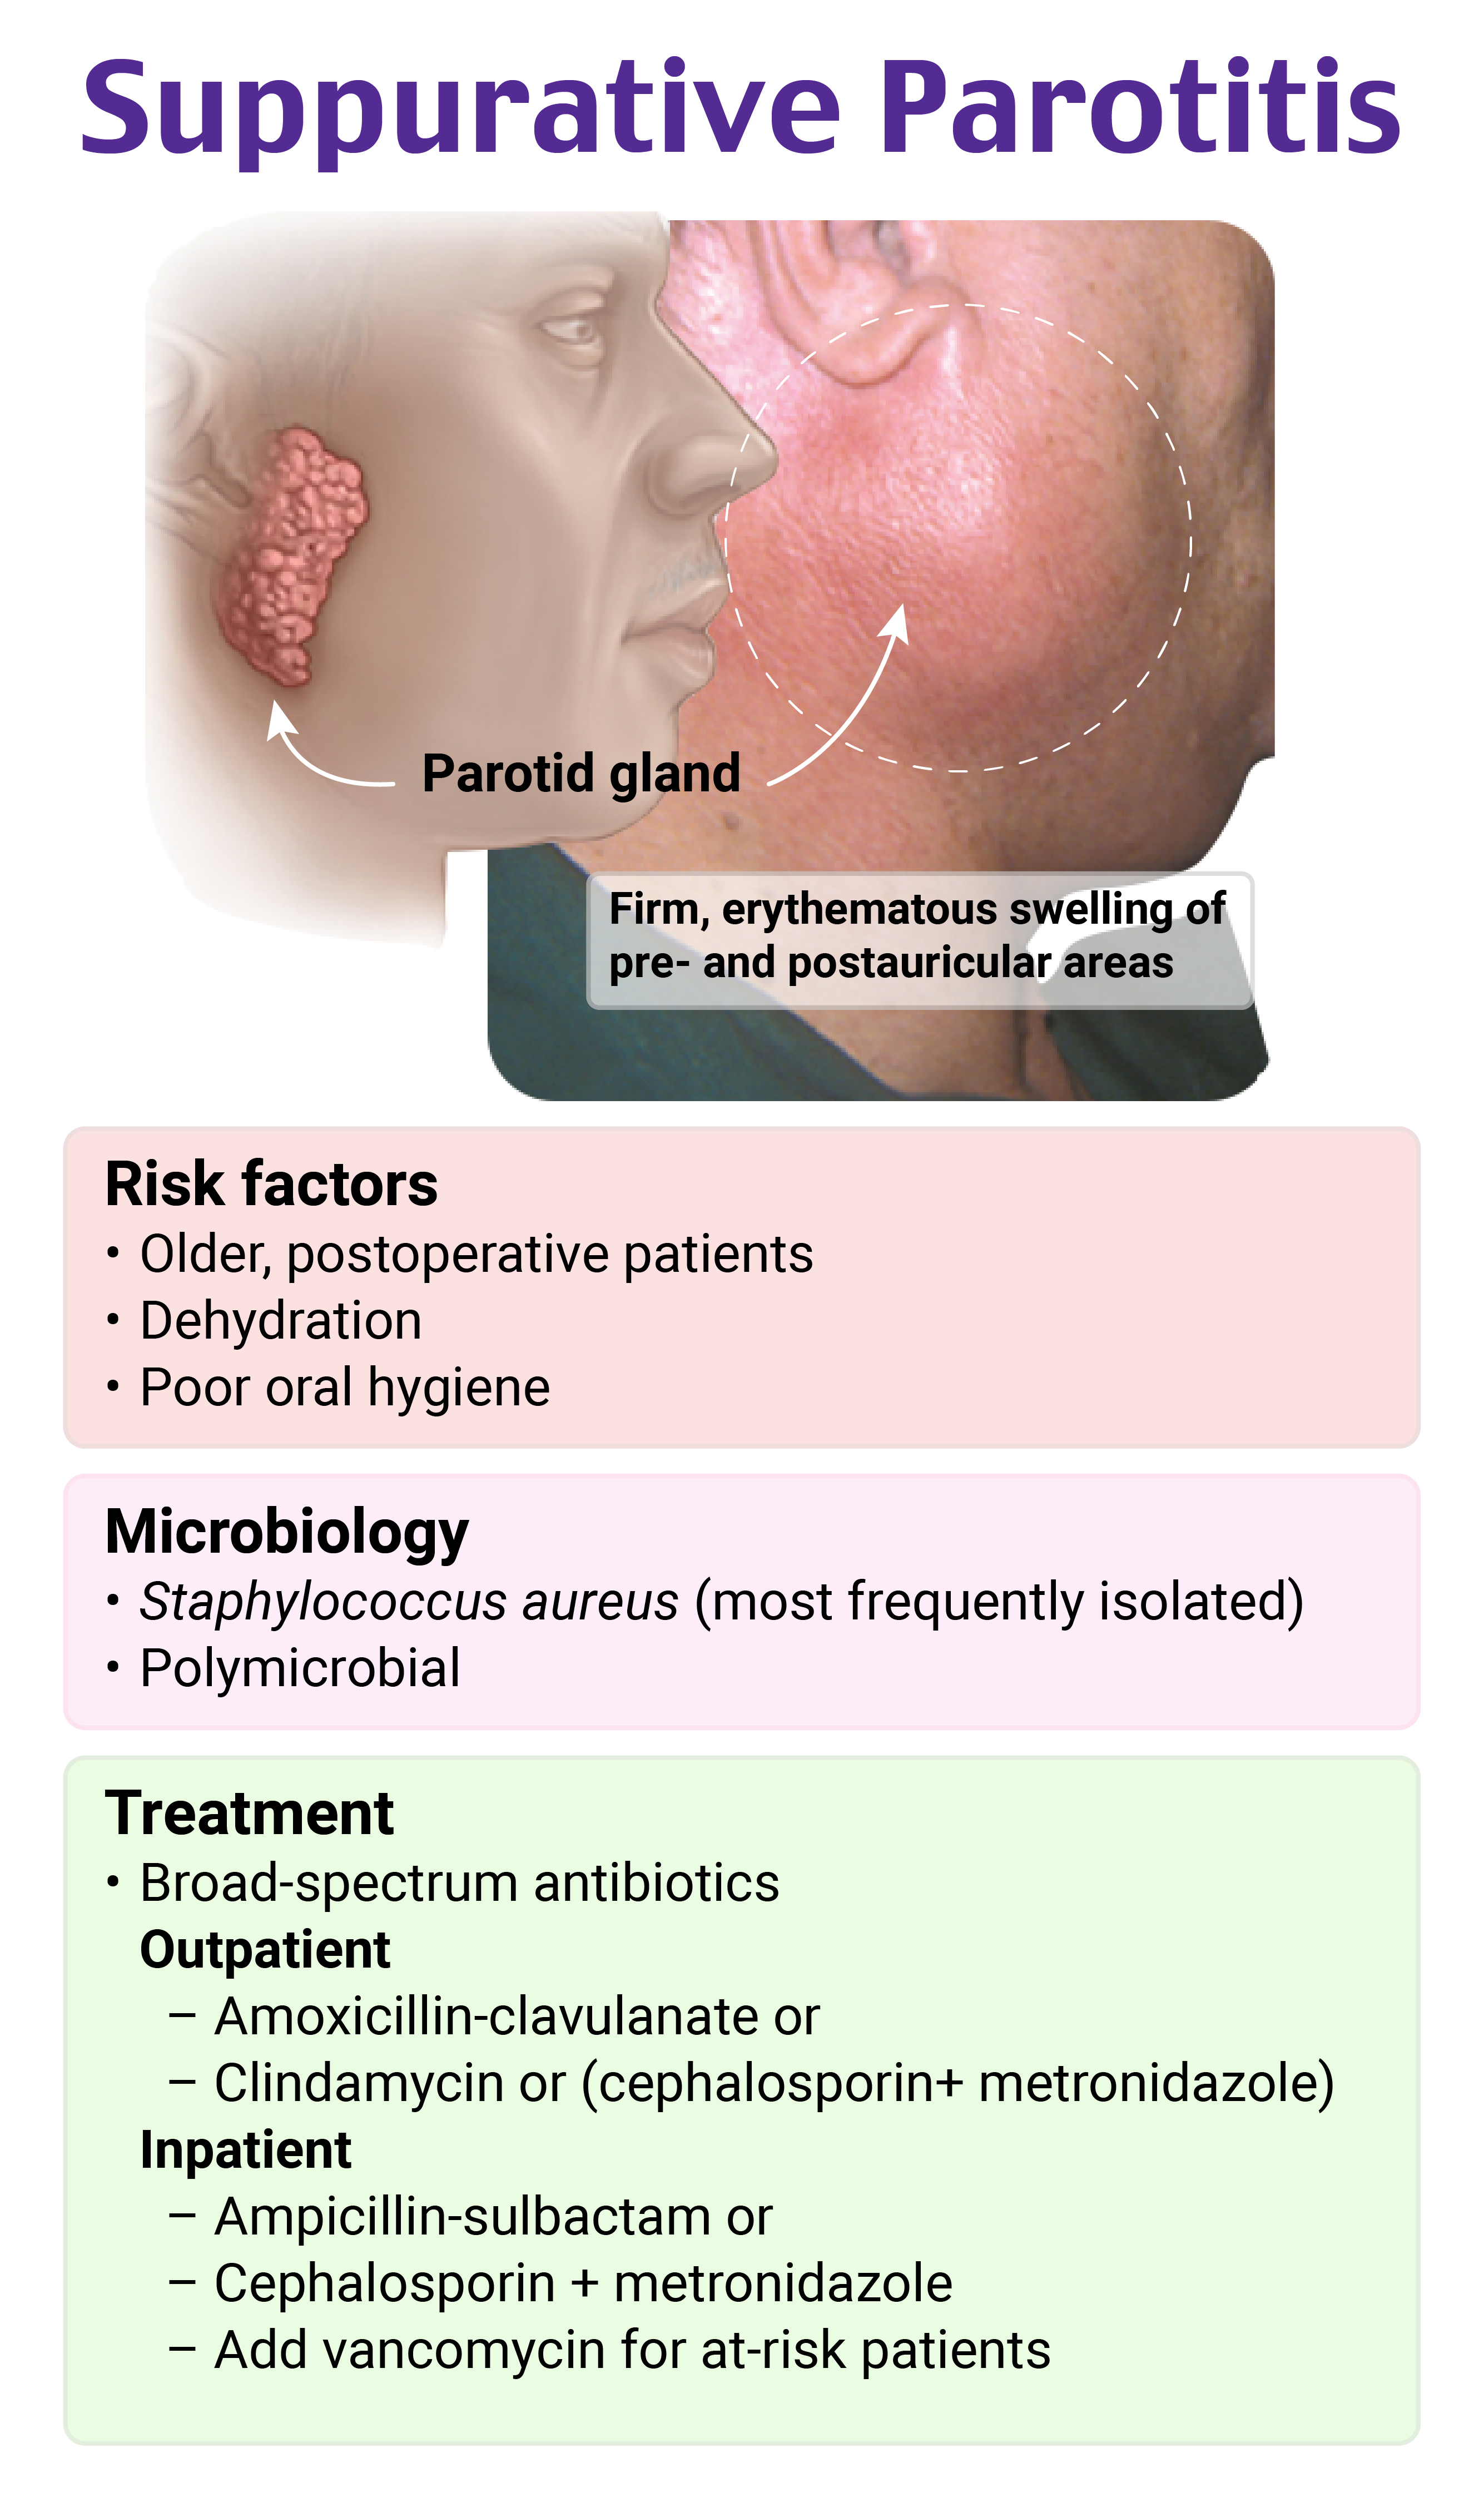 Suppurative Parotitis
Parotid gland
Firm, erythematous swelling of
pre- and postauricular areas
Risk factors
• Older, postoperative patients
• Dehydration
• Poor oral hygiene
Microbiology
• Staphylococcus aureus (most frequently isolated)
• Polymicrobial
Treatment
• Broad-spectrum antibiotics
Outpatient
– Amoxicillin-clavulanate or
– Clindamycin or (cephalosporin+ metronidazole)
Inpatient
– Ampicillin-sulbactam or
– Cephalosporin + metronidazole
– Add vancomycin for at-risk patients